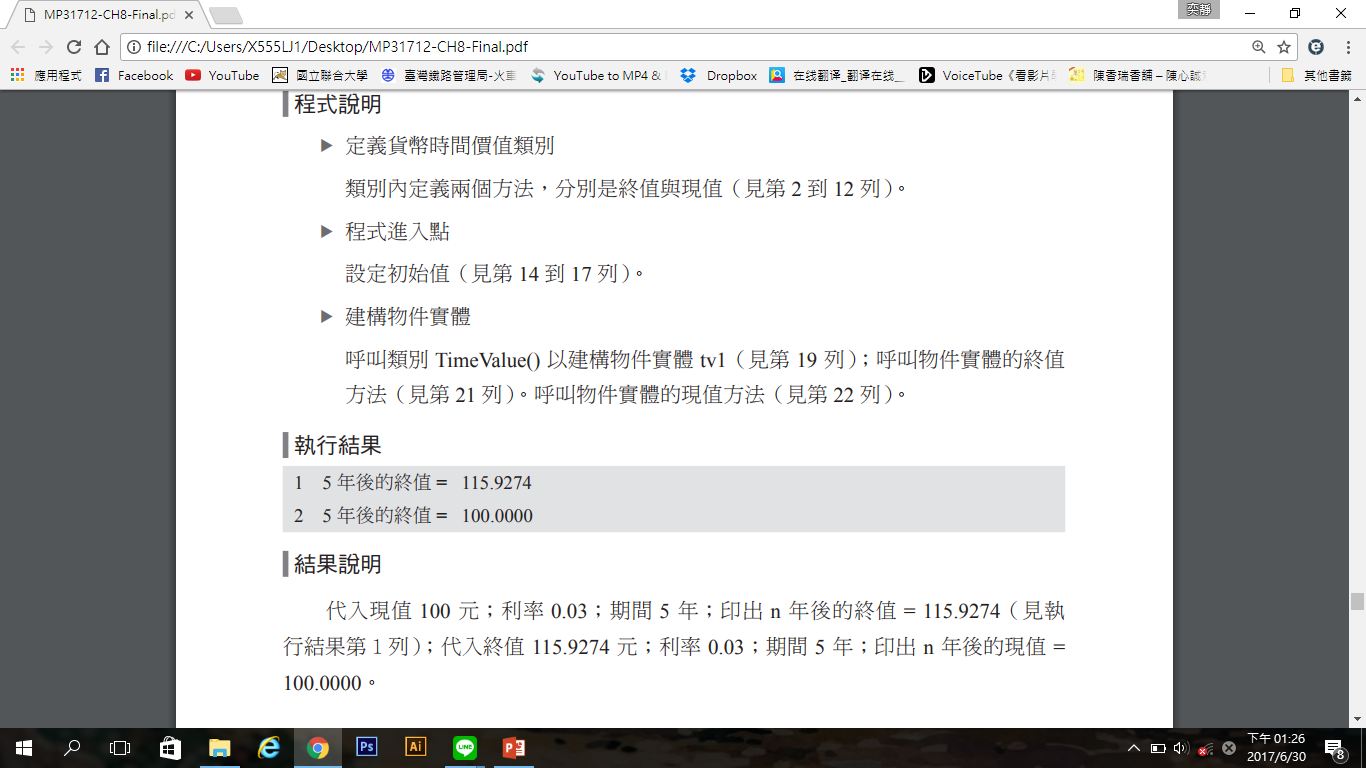 MP31712-CH8-Final.pd
奕靜
file:///C:/Users/X555LJ1/Desktop/MP31712-CH8-Final.pdf
應用程式 Facebook YouTube 國立聯合大學 臺灣鐵路管理局-火車 YouTube to MP4 & Dropbox 在线翻译_翻译在线_ VoiceTube《看影片 陳香瑞香鋪 – 陳心誠 其他書籤
程式說明
▶ 定義貨幣時間價值類別
類別內定義兩個方法，分別是終值與現值（見第 2 到 12 列）。
▶ 程式進入點
設定初始值（見第 14 到 17 列）。
▶ 建構物件實體
呼叫類別 TimeValue() 以建構物件實體 tv1（見第 19 列）；呼叫物件實體的終值
方法（見第 21 列）。呼叫物件實體的現值方法（見第 22 列）。
執行結果
1 5 年後的終值 = 115.9274
2 5 年後的終值 = 100.0000
結果說明
代入現值 100 元；利率 0.03；期間 5 年；印出 n 年後的終值 = 115.9274（見執
行結果第 1 列）；代入終值 115.9274 元；利率 0.03；期間 5 年；印出 n 年後的現值 =
100.0000。
Ps Ai LINE P
下午 01:26
2017/6/30
8